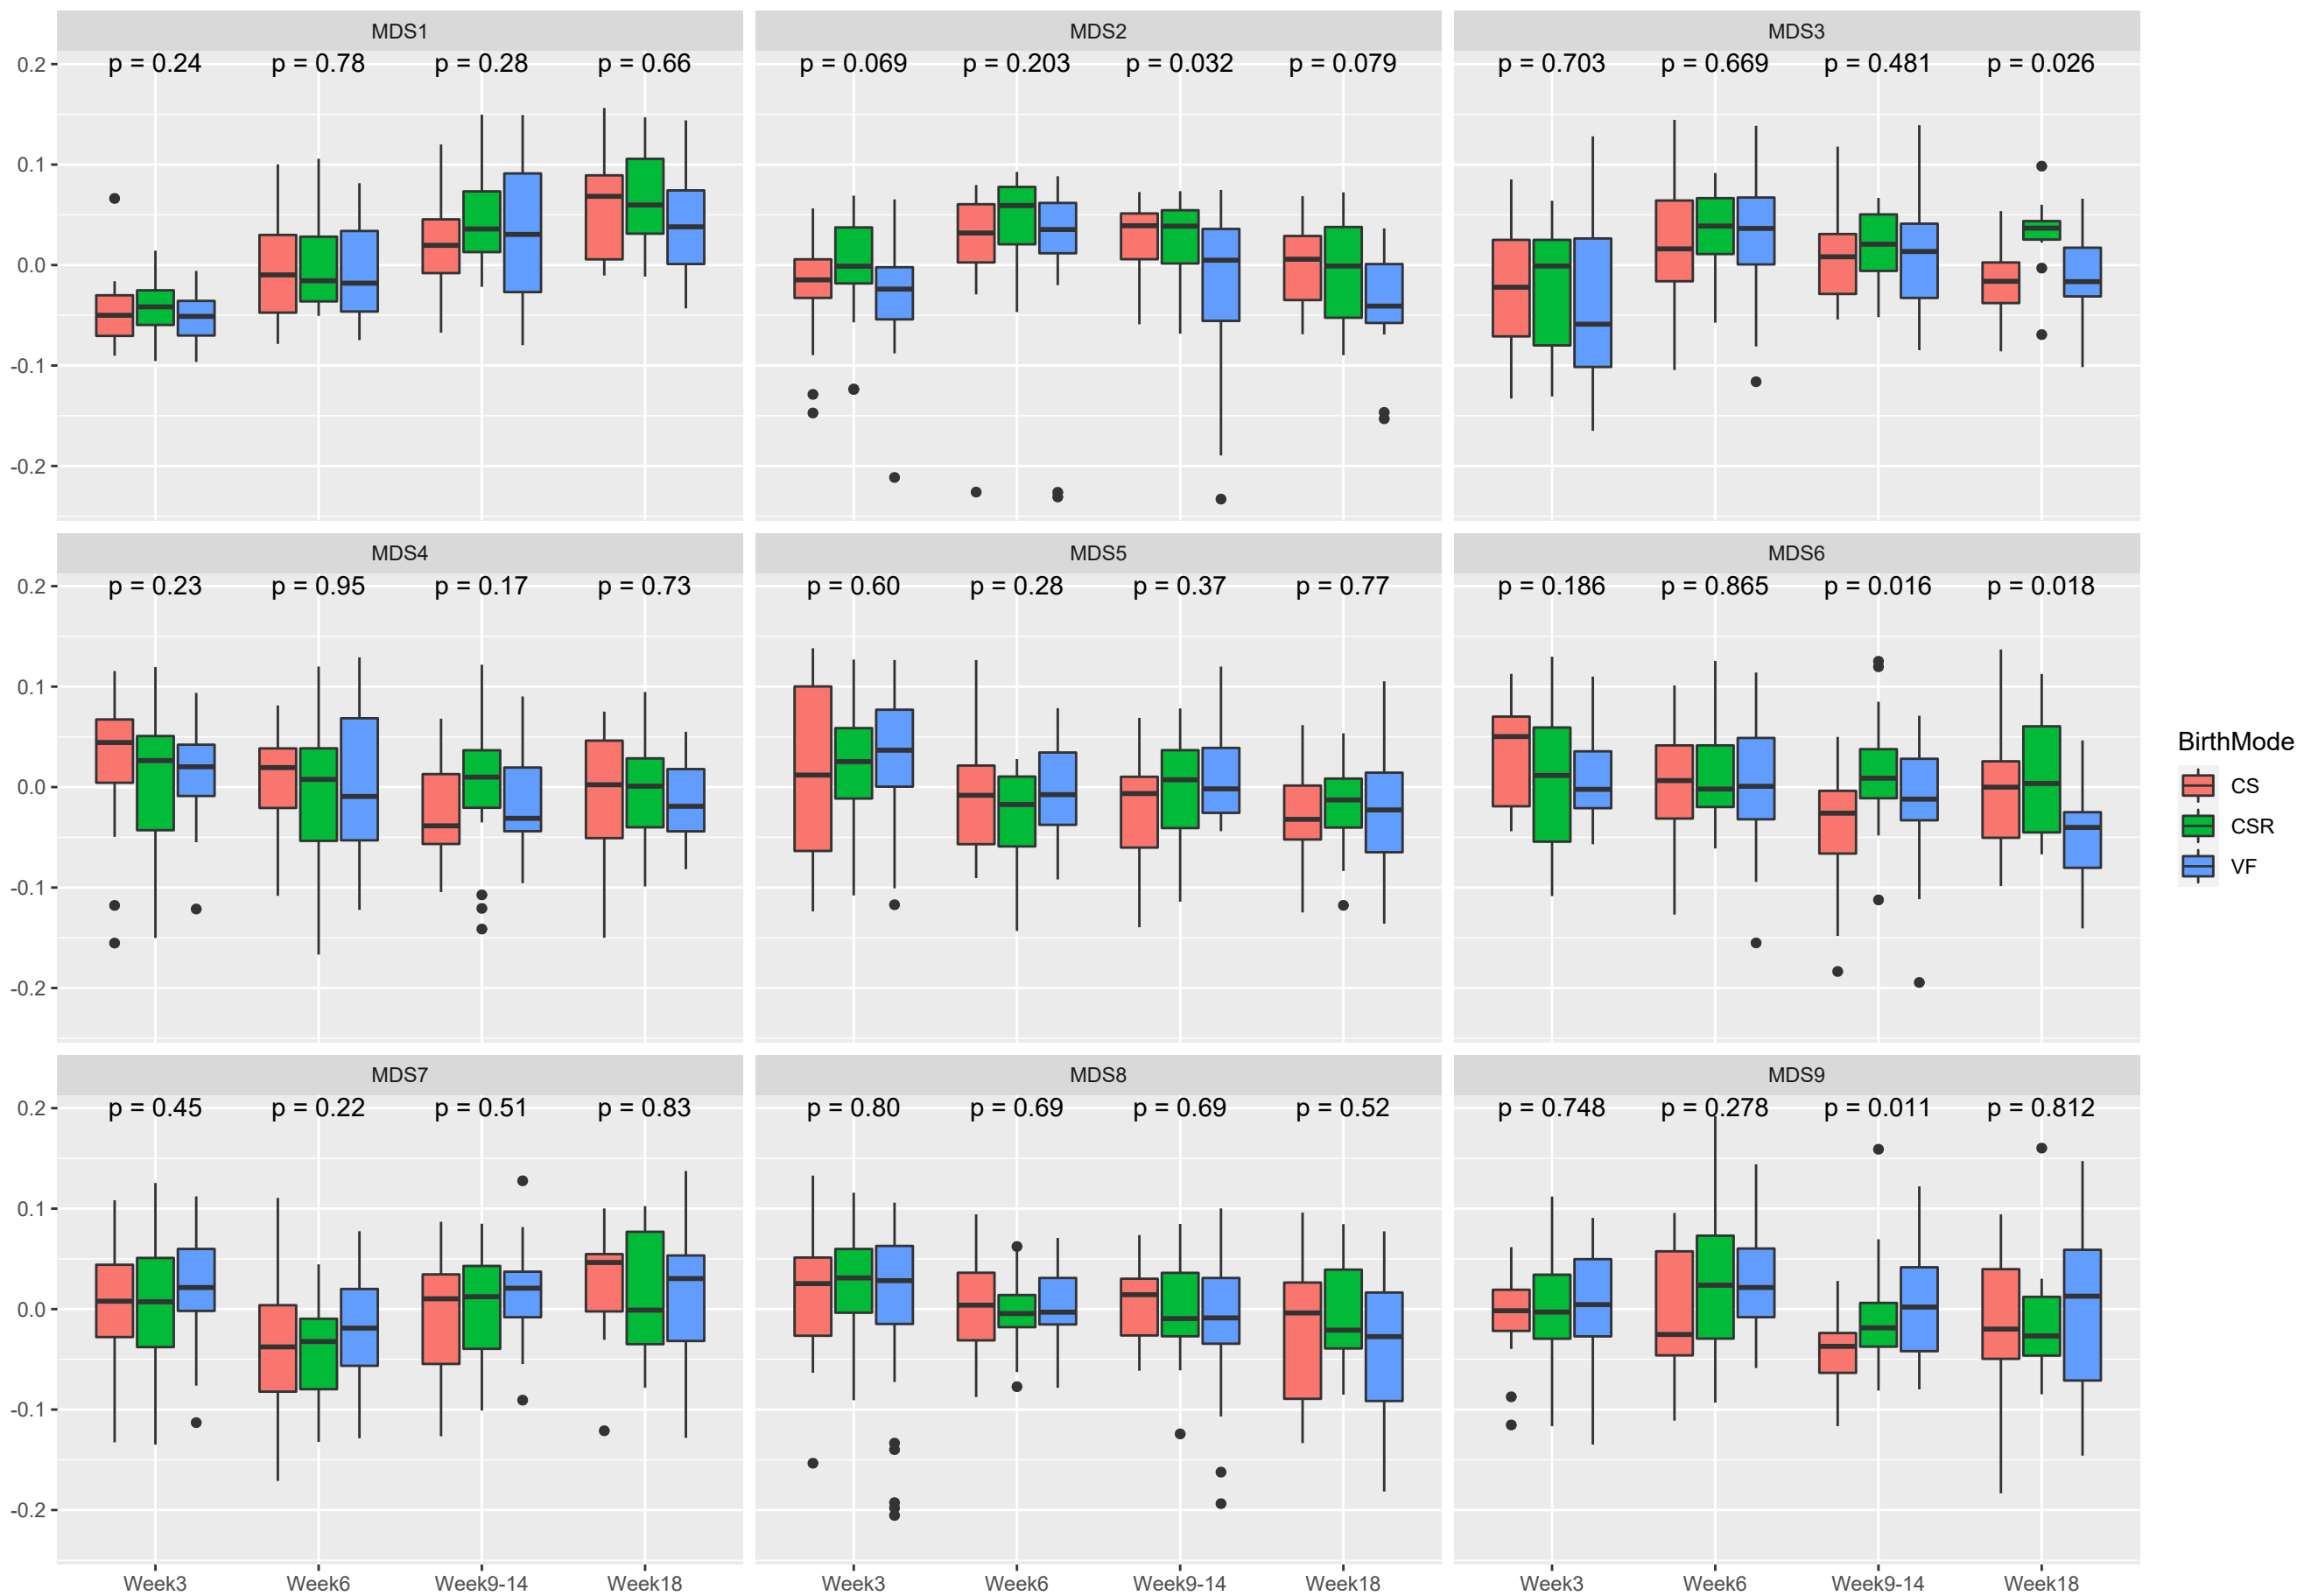 MDS1 MDS2 MDS3
0.2 p = 0.24 p = 0.78 p = 0.28 p = 0.66 p = 0.069 p = 0.203 p = 0.032 p = 0.079 p = 0.703 p = 0.669 p = 0.481 p = 0.026
0.1
0.0
-0.1
-0.2
MDS4 MDS5 MDS6
0.2 p = 0.23 p = 0.95 p = 0.17 p = 0.73 p = 0.60 p = 0.28 p = 0.37 p = 0.77 p = 0.186 p = 0.865 p = 0.016 p = 0.018
0.1
0.0
-0.1
-0.2
MDS7 MDS8 MDS9
0.2 p = 0.45 p = 0.22 p = 0.51 p = 0.83 p = 0.80 p = 0.69 p = 0.69 p = 0.52 p = 0.748 p = 0.278 p = 0.011 p = 0.812
0.1
0.0
-0.1
-0.2
Week3 Week6 Week9-14 Week18 Week3 Week6 Week9-14 Week18 Week3 Week6 Week9-14 Week18
BirthMode
CS
CSR
VF